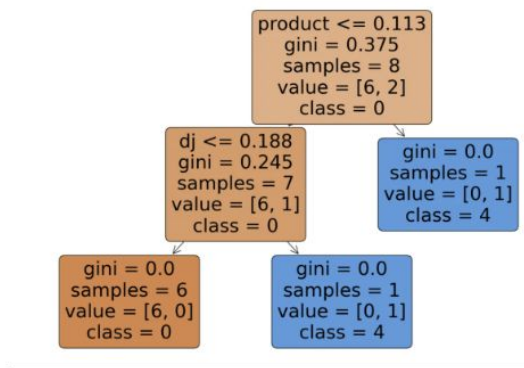 product <= 0.113
gini = 0.375
samples = 8
value = [6, 2]
class = 0
dj <= 0.188
gini = 0.245
samples = 7
value = [6, 1]
class = 0
gini = 0.0
samples = 1
value = [0, 1]
class = 4
gini = 0.0
samples = 6
value = [6, 0]
class = 0
gini = 0.0
samples = 1
value = [0, 1]
class = 4